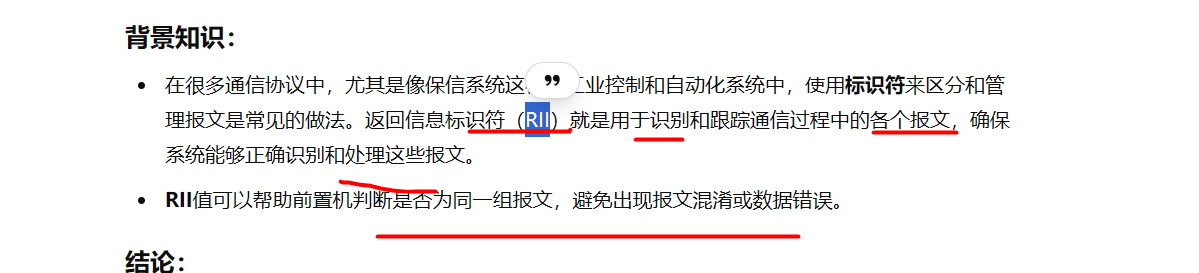 背景知识：
• 在很多通信协议中，尤其是像保信系统这 工业控制和自动化系统中，使用标识符来区分和管
理报文是常见的做法。返回信息标识符（RII）就是用于识别和跟踪通信过程中的各个报文，确保
系统能够正确识别和处理这些报文。
• RII值可以帮助前置机判断是否为同一组报文，避免出现报文混淆或数据错误。
结论：